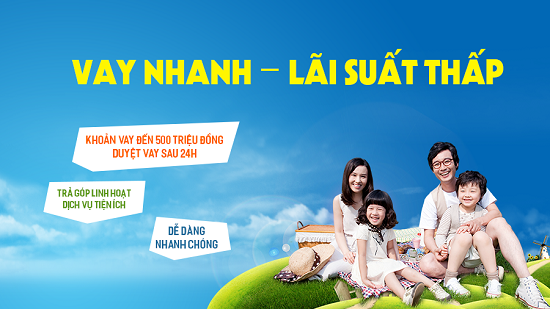 VAY NHANH – LÃI SUẤT THẤP
KHOẢN VAY ĐẾN 500 TRIỆU ĐỒNG
DUYỆT VAY SAU 24H
TRẢ GÓP LINH HOẠT
DỊCH VỤ TIỆN ÍCH
DỄ DÀNG
NHANH CHÓNG